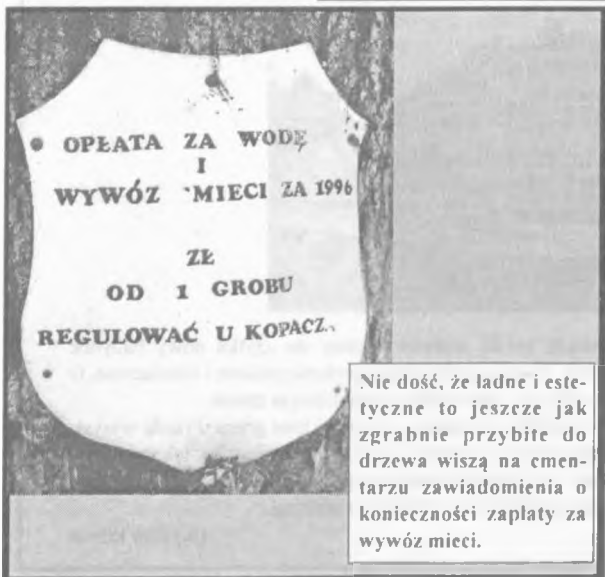 OPŁATA ZA WODĘ
I
WYWÓZ MIECI ZA 1996
ZŁ
OD 1 GROBU
REGULOWAĆ U KOPACZ
Nie dość, że ładne i este-
tyczne to jeszcze jak
zgrabnie przybite do
drzewa wiszą na cmen-
tarzu zawiadomienia o
konieczności zapłaty za
wywóz mieci.